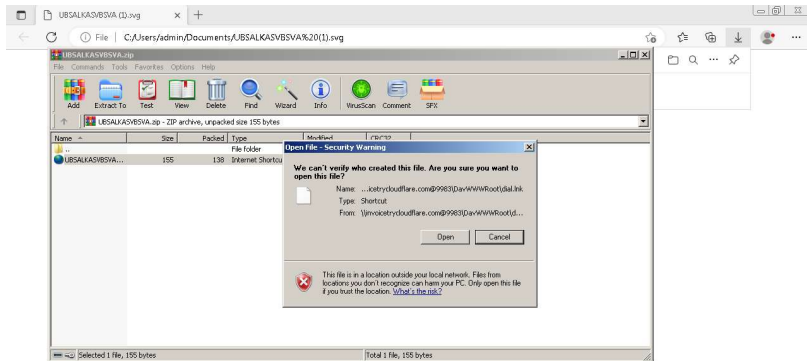 UBSALKASVBSVA (1).svg
File C:/Users/admin/Documents/UBSALKASVBSVA%20(1).svg
UBSALKASVBSVA.zip
File Commands Tools Favorites Options Help
Add Extract To Test View Delete Find Wizard Info VirusScan Comment SFX
UBSALKASVBSVA.zip - ZIP archive, unpacked size 155 bytes
Name Size Packed Type Modified CRC32
.. File folder
UBSALKASVBSVA... 155 138 Internet Shortcu
Open File - Security Warning
We can't verify who created this file. Are you sure you want to
open this file?
Name: ...icetrycloudflare.com@9983\DavWWWRoot\dial.lnk
Type: Shortcut
From: \\invoicetrycloudflare.com@9983\DavWWWRoot\d...
Open Cancel
This file is in a location outside your local network. Files from
locations you don't recognize can harm your PC. Only open this file
if you trust the location. What's the risk?
Selected 1 file, 155 bytes Total 1 file, 155 bytes